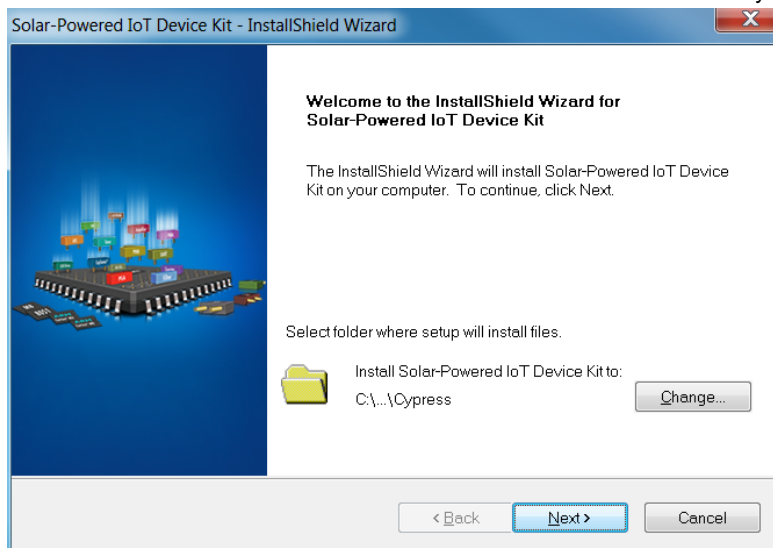 Solar-Powered IoT Device Kit - InstallShield Wizard
Welcome to the InstallShield Wizard for
Solar-Powered IoT Device Kit
The InstallShield Wizard will install Solar-Powered IoT Device
Kit on your computer. To continue, click Next.
Select folder where setup will install files.
Install Solar-Powered IoT Device Kit to:
C:\...\Cypress
Change...
< Back
Next >
Cancel